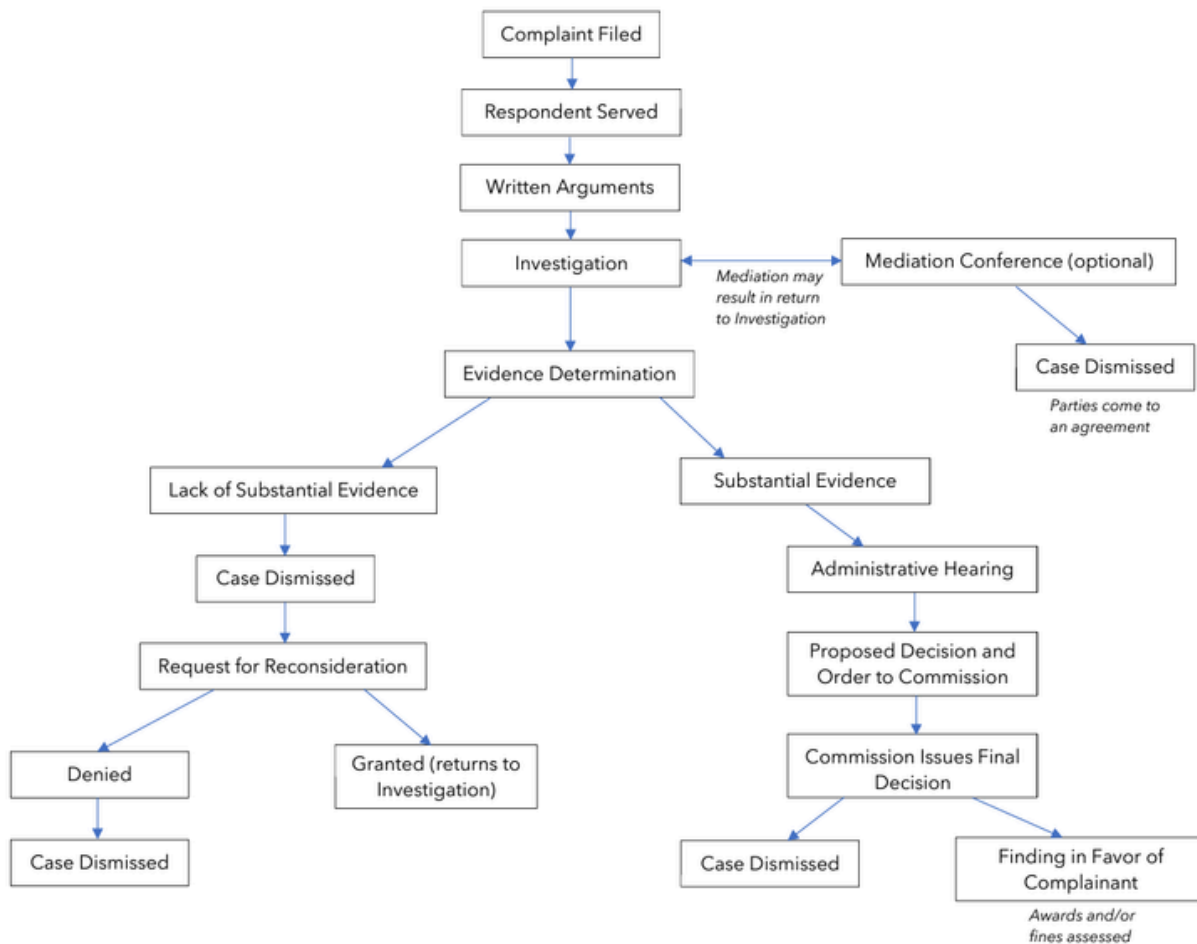 Complaint Filed
Respondent Served
Written Arguments
Investigation
Mediation may
result in return
to Investigation
Mediation Conference (optional)
Case Dismissed
Parties come to
an agreement
Evidence Determination
Lack of Substantial Evidence
Substantial Evidence
Case Dismissed
Administrative Hearing
Request for Reconsideration
Proposed Decision and
Order to Commission
Denied
Granted (returns to
Investigation)
Commission Issues Final
Decision
Case Dismissed
Case Dismissed
Finding in Favor of
Complainant
Awards and/or
fines assessed